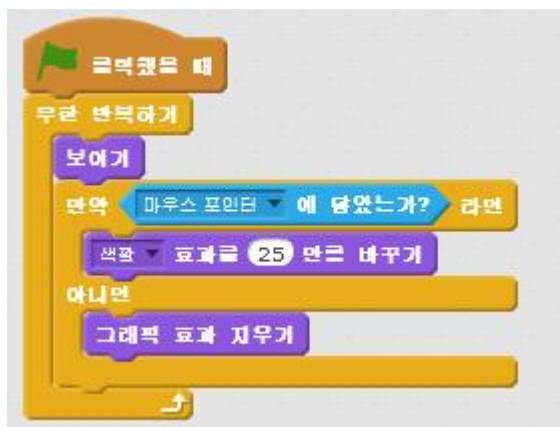 클릭했을 때
무한 반복하기
보이기
만약 마우스 포인터 에 닿았는가? 라면
색깔 효과를 25 만큼 바꾸기
아니면
그래픽 효과 지우기